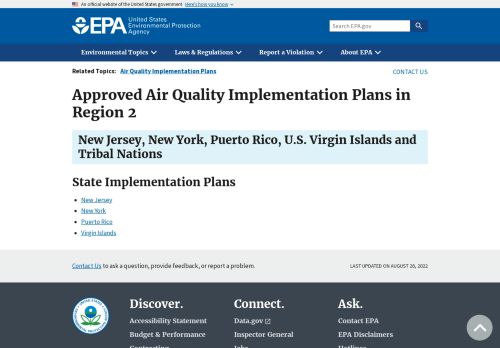 An official website of the United States government Here's how you know
EPA United States
Environmental Protection
Agency
Search EPA.gov
Environmental Topics Laws & Regulations Report a Violation About EPA
Related Topics: Air Quality Implementation Plans
CONTACT US
Approved Air Quality Implementation Plans in
Region 2
New Jersey, New York, Puerto Rico, U.S. Virgin Islands and
Tribal Nations
State Implementation Plans
New Jersey
New York
Puerto Rico
Virgin Islands
Contact Us to ask a question, provide feedback, or report a problem.
LAST UPDATED ON AUGUST 26, 2022
Discover. Connect. Ask.
Accessibility Statement Data.gov Contact EPA
Budget & Performance Inspector General EPA Disclaimers
Contracting Jobs Hotlines